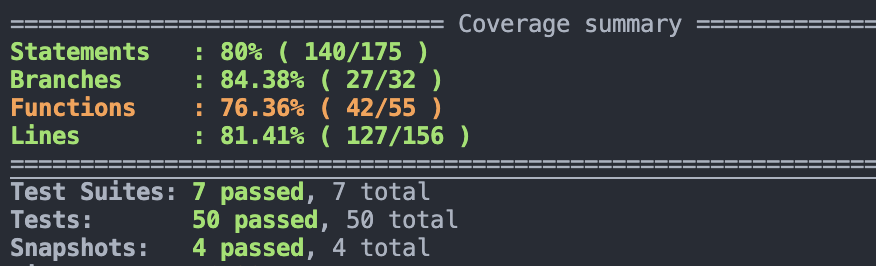 =============================== Coverage summary =============
Statements   : 80% ( 140/175 )
Branches     : 84.38% ( 27/32 )
Functions    : 76.36% ( 42/55 )
Lines        : 81.41% ( 127/156 )
==============================================================
Test Suites: 7 passed, 7 total
Tests:       50 passed, 50 total
Snapshots:   4 passed, 4 total